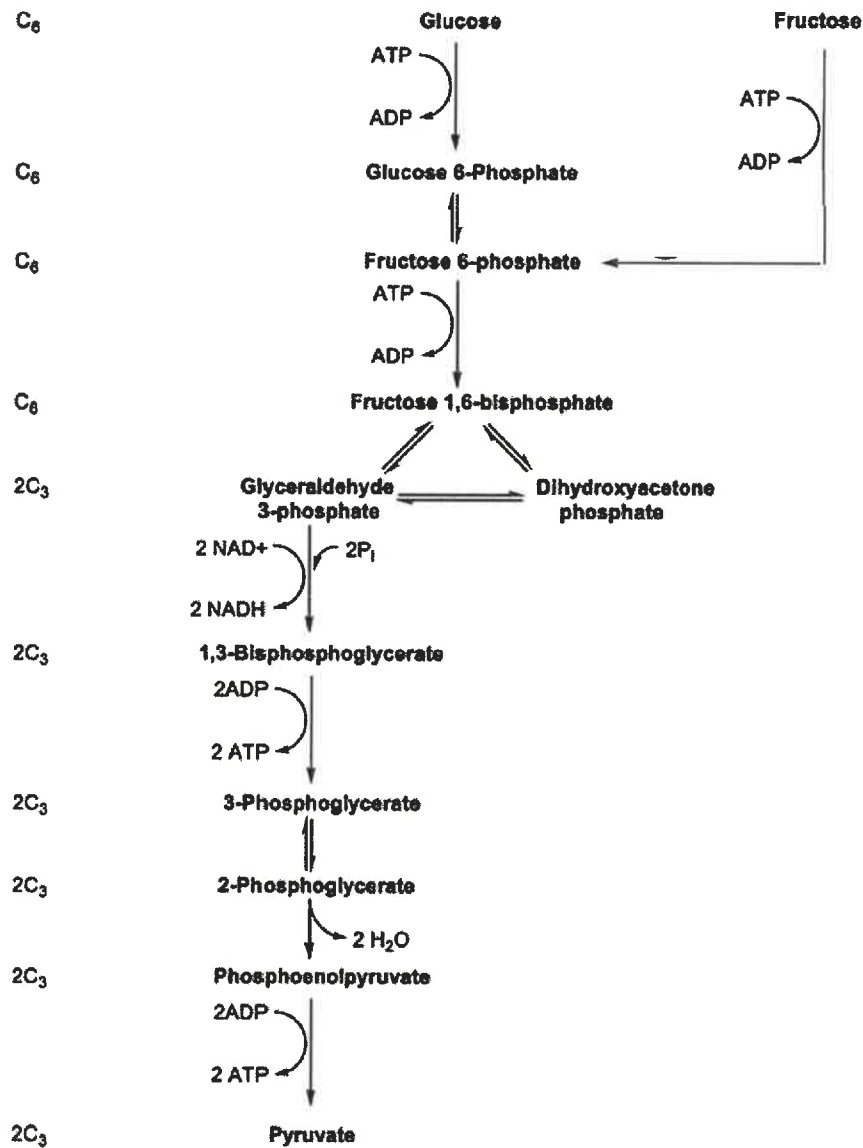 C₆ Glucose Fructose
ATP
ADP
ATP
ADP
C₆ Glucose 6-Phosphate
C₆ Fructose 6-phosphate
ATP
ADP
C₆ Fructose 1,6-bisphosphate
2C₃ Glyceraldehyde
3-phosphate
Dihydroxyacetone
phosphate
2 NAD+ 2Pᵢ
2 NADH
2C₃ 1,3-Bisphosphoglycerate
2ADP
2 ATP
2C₃ 3-Phosphoglycerate
2C₃ 2-Phosphoglycerate
2 H₂O
2C₃ Phosphoenolpyruvate
2ADP
2 ATP
2C₃ Pyruvate